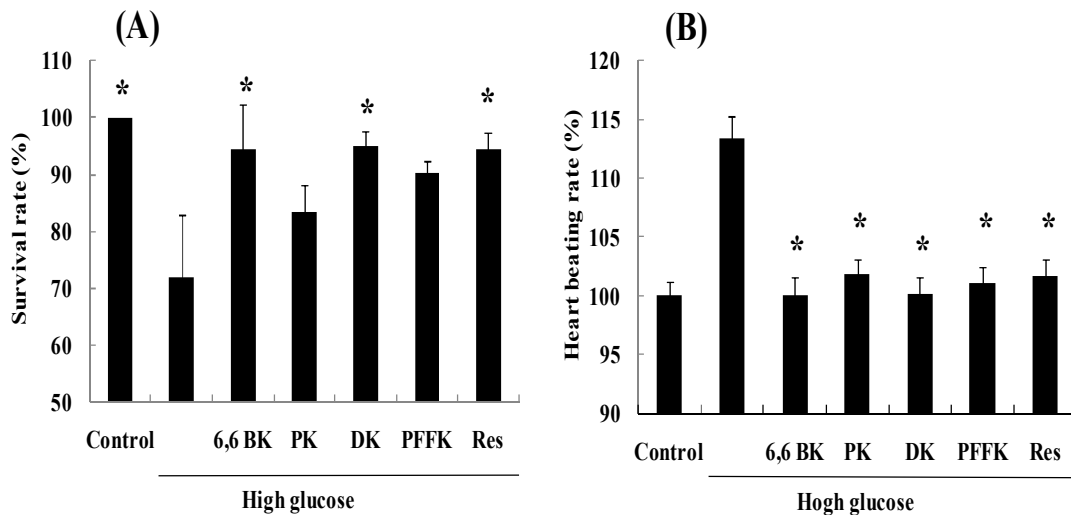 (A)
Survival rate (%)
110
100
90
80
70
60
50
*
*
*
*
Control
6,6 BK
PK
DK
PFFK
Res
High glucose
(B)
Heart beating rate (%)
120
115
110
105
100
95
90
*
*
*
*
*
Control
6,6 BK
PK
DK
PFFK
Res
Hogh glucose